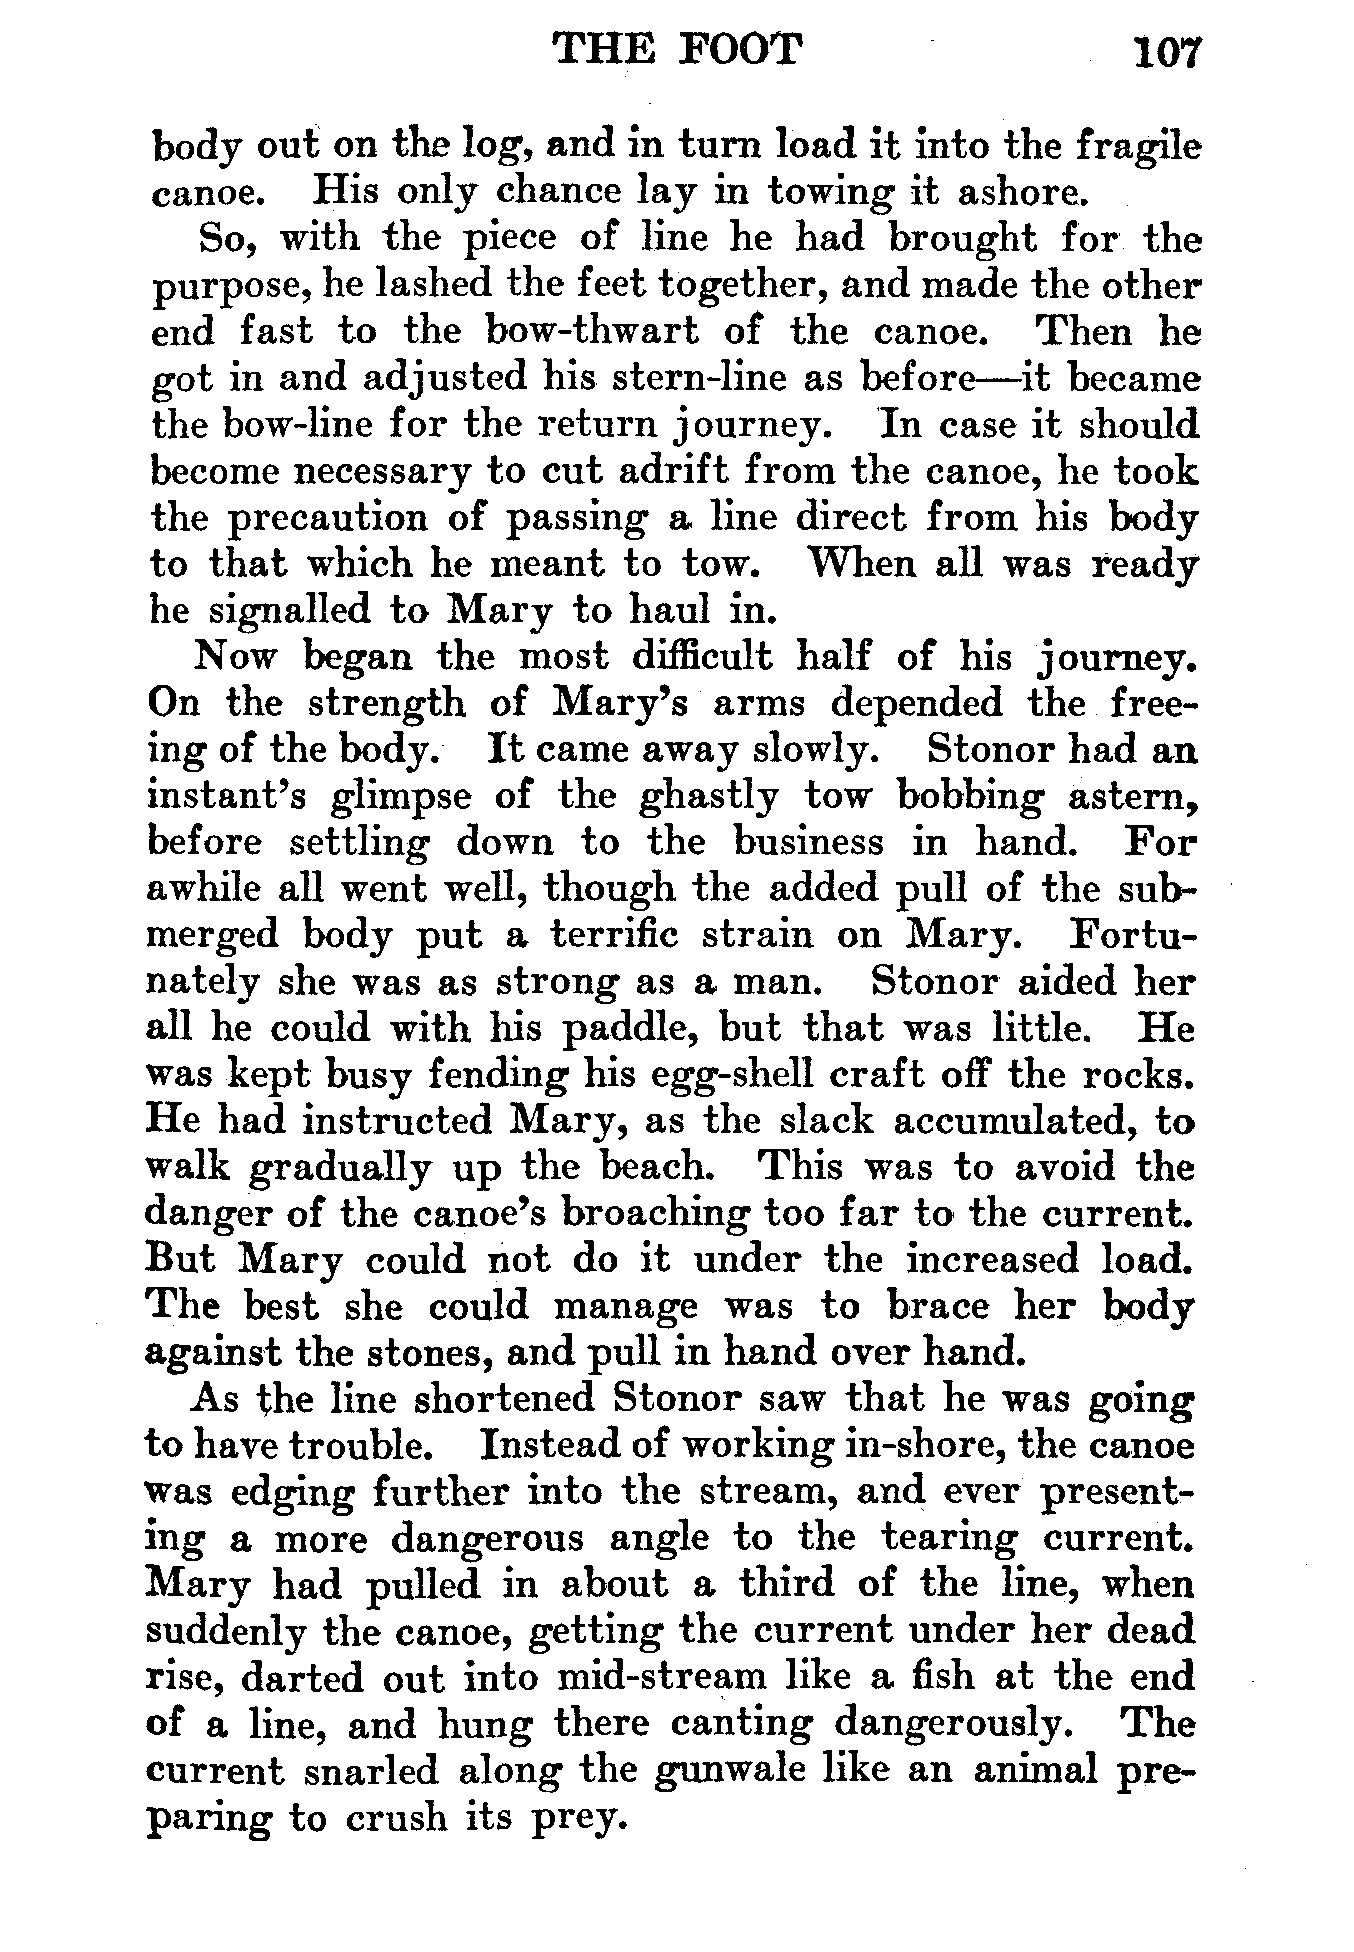 THE FOOT 107
body out on the log, and in turn load it into the fragile
canoe. His only chance lay in towing it ashore.
So, with the piece of line he had brought for the
purpose, he lashed the feet together, and made the other
end fast to the bow-thwart of the canoe. Then he
got in and adjusted his stern-line as before—it became
the bow-line for the return journey. In case it should
become necessary to cut adrift from the canoe, he took
the precaution of passing a line direct from his body
to that which he meant to tow. When all was ready
he signalled to Mary to haul in.
Now began the most difficult half of his journey.
On the strength of Mary's arms depended the free-
ing of the body. It came away slowly. Stonor had an
instant's glimpse of the ghastly tow bobbing astern,
before settling down to the business in hand. For
awhile all went well, though the added pull of the sub-
merged body put a terrific strain on Mary. Fortu-
nately she was as strong as a man. Stonor aided her
all he could with his paddle, but that was little. He
was kept busy fending his egg-shell craft off the rocks.
He had instructed Mary, as the slack accumulated, to
walk gradually up the beach. This was to avoid the
danger of the canoe's broaching too far to the current.
But Mary could not do it under the increased load.
The best she could manage was to brace her body
against the stones, and pull in hand over hand.
As the line shortened Stonor saw that he was going
to have trouble. Instead of working in-shore, the canoe
was edging further into the stream, and ever present-
ing a more dangerous angle to the tearing current.
Mary had pulled in about a third of the line, when
suddenly the canoe, getting the current under her dead
rise, darted out into mid-stream like a fish at the end
of a line, and hung there canting dangerously. The
current snarled along the gunwale like an animal pre-
paring to crush its prey.